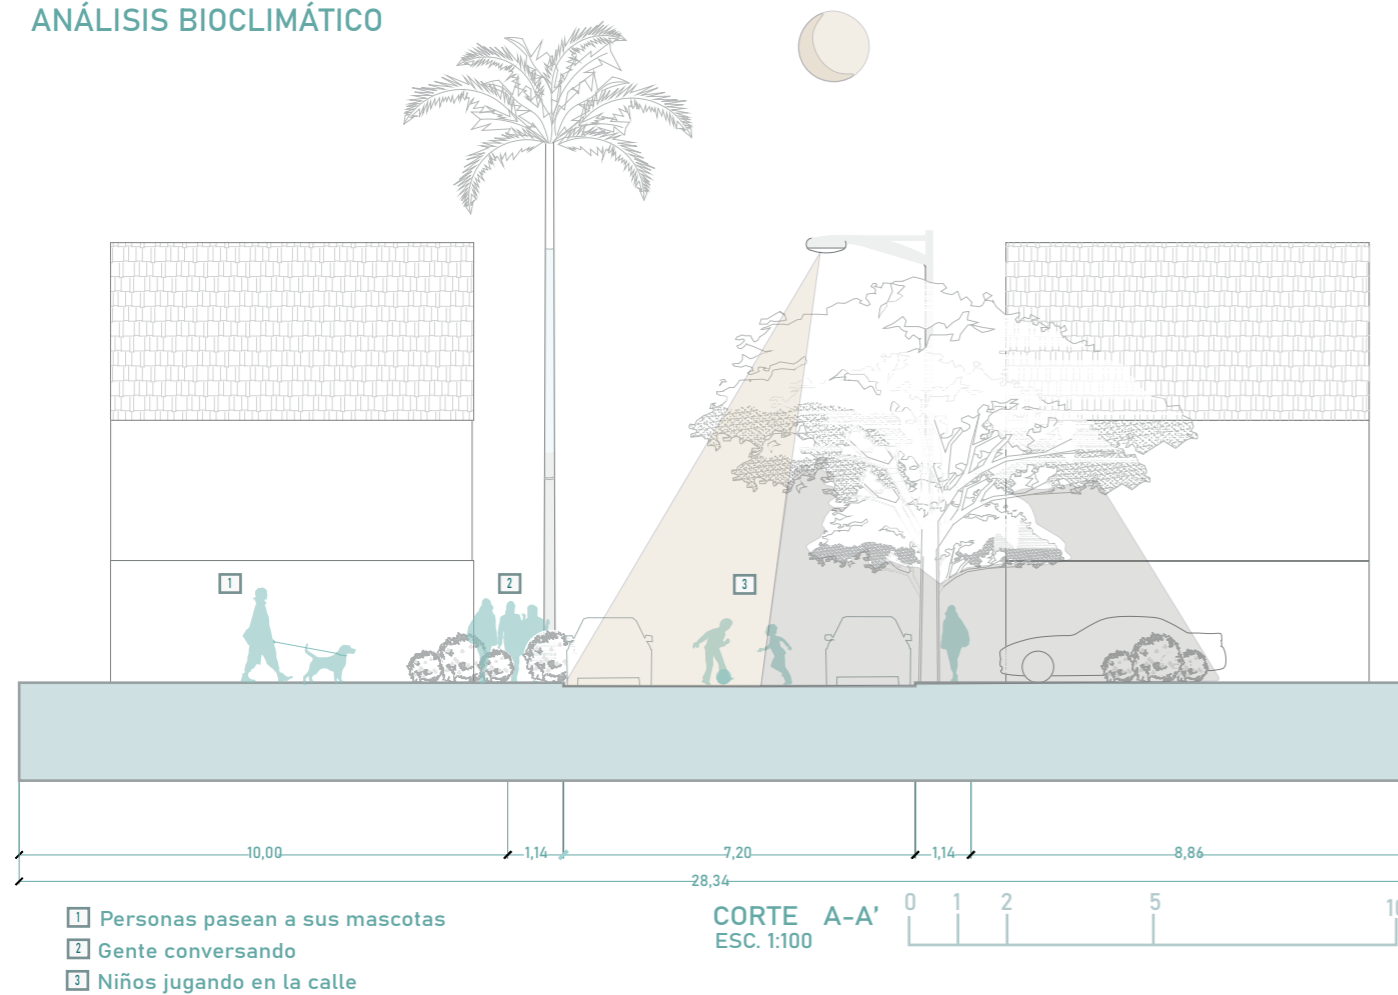 ANÁLISIS BIOCLIMÁTICO
1
2
3
10,00 1,14 7,20 1,14 8,86
28,34
1 Personas pasean a sus mascotas
2 Gente conversando
3 Niños jugando en la calle
CORTE A-A'
ESC. 1:100
0 1 2 5